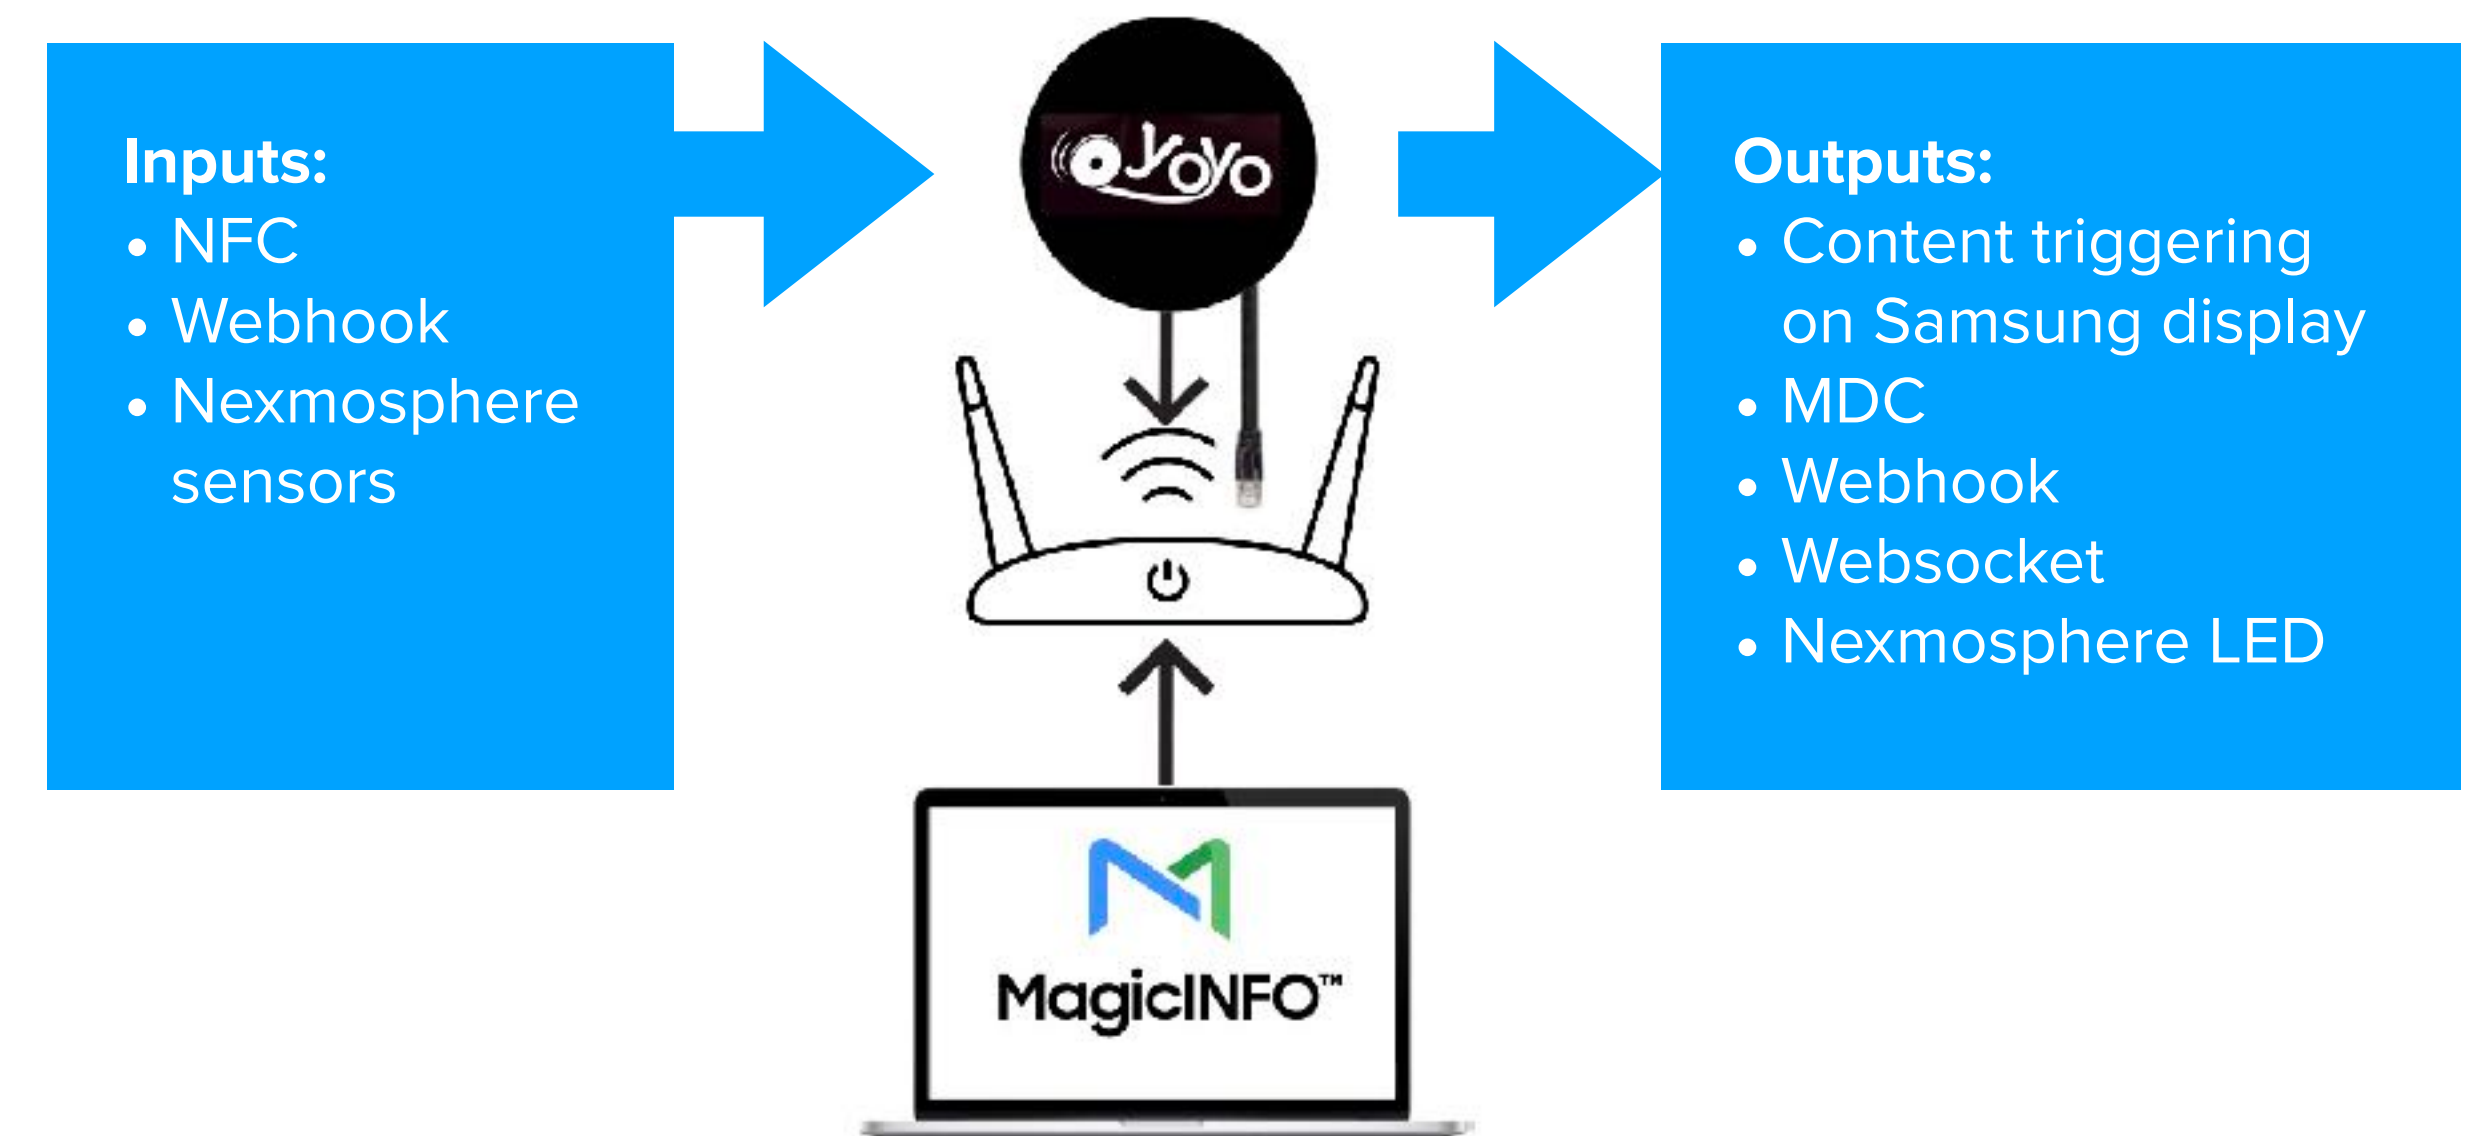 Inputs:
• NFC
• Webhook
• Nexmosphere
sensors
yoyo
MagicINFO™
Outputs:
• Content triggering
on Samsung display
• MDC
• Webhook
• Websocket
• Nexmosphere LED